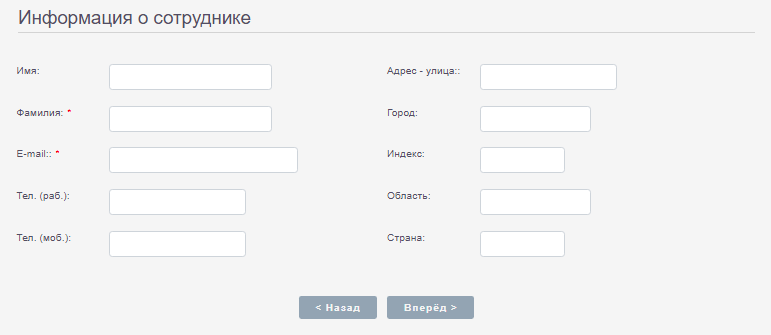 Информация о сотруднике
Имя:
Адрес - улица::
Фамилия: *
Город:
E-mail:: *
Индекс:
Тел. (раб.):
Область:
Тел. (моб.):
Страна:
< Назад
Вперёд >